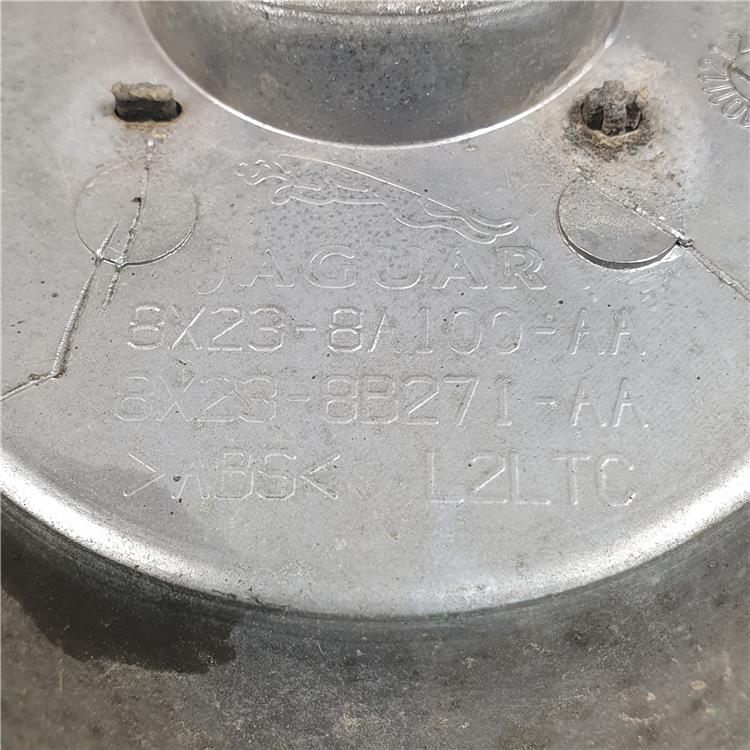 JAGUAR
8X23-8A100-AA
8X23-8B271-AA
>ABS< L2LTC